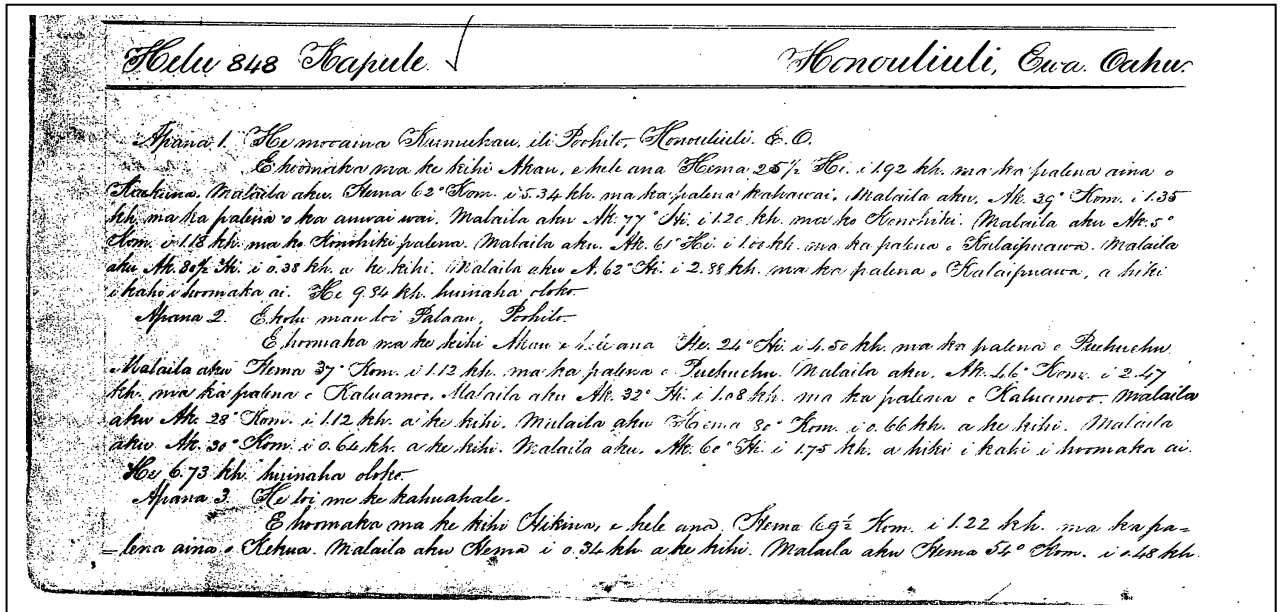 Helu 848 Kapule. Honouliuli, Ewa. Oahu.
Apana 1. He mooaina Kumuhau, ili Poohilo, Honouliuli. E. O.
E hoomaka ma ke kihi Akau, e hele ana Hema 25½ Hi. i 1.92 kh. ma ka palena aina o
Malaila aku, Hema 62° Kom. i 5.34 kh. ma ka palena kahawai. Malaila aku, Ak. 39° Kom. i 1.35
kh. ma ka palena o ka auwai wai. Malaila aku Ak. 77° Hi. i 1.20 kh. ma ko Konohiki. Malaila aku Ak. 5°
Kom. i 1.18 kh. ma ko Konohiki palena. Malaila aku. Ak. 61° Hi. i kh. ma ka palena o Kalaipuawa. Malaila
aku Ak. 80½ Hi. i 0.38 kh. a ke kihi. Malaila aku A. 62° Hi. i 2.88 kh. ma ka palena o Kalaipuawa, a hiki
i kahi i hoomaka ai. He 9.84 kh. huinaha oloko.
Apana 2. Ekolu mau loi Palaau, Poohilo.
E hoomaka ma ke kihi Akau e hele ana He. 24° Hi. i 4.50 kh. ma ka palena o Puehuehu
Malaila aku Hema 37° Kom. i 1.12 kh. ma ka palena o Puehuehu. Malaila aku, Ak. 46° Kom. i 2.47
kh. ma ka palena o Kaluamoo. Malaila aku Ak. 32° Hi. i 1.08 kh. ma ka palena o Kaluamoo. Malaila
aku Ak. 28° Kom. i 1.12 kh. a ke kihi. Malaila aku Hema 80° Kom. i 0.66 kh. a ke kihi. Malaila
aku Ak. 30° Kom. i 0.64 kh. a ke kihi. Malaila aku. Ak. 60° Hi. i 1.75 kh. a hiki i kahi i hoomaka ai.
He 6.73 kh. huinaha oloko.
Apana 3. He loi me ke kahuahale.
E hoomaka ma ke kihi Hikina, e hele ana Hema 69½ Kom. i 1.22 kh. ma ka pa=
=lena aina o Kekua. Malaila aku Hema i 0.34 kh a ke kihi. Malaila aku Hema 54° Kom. i 0.48 kh.